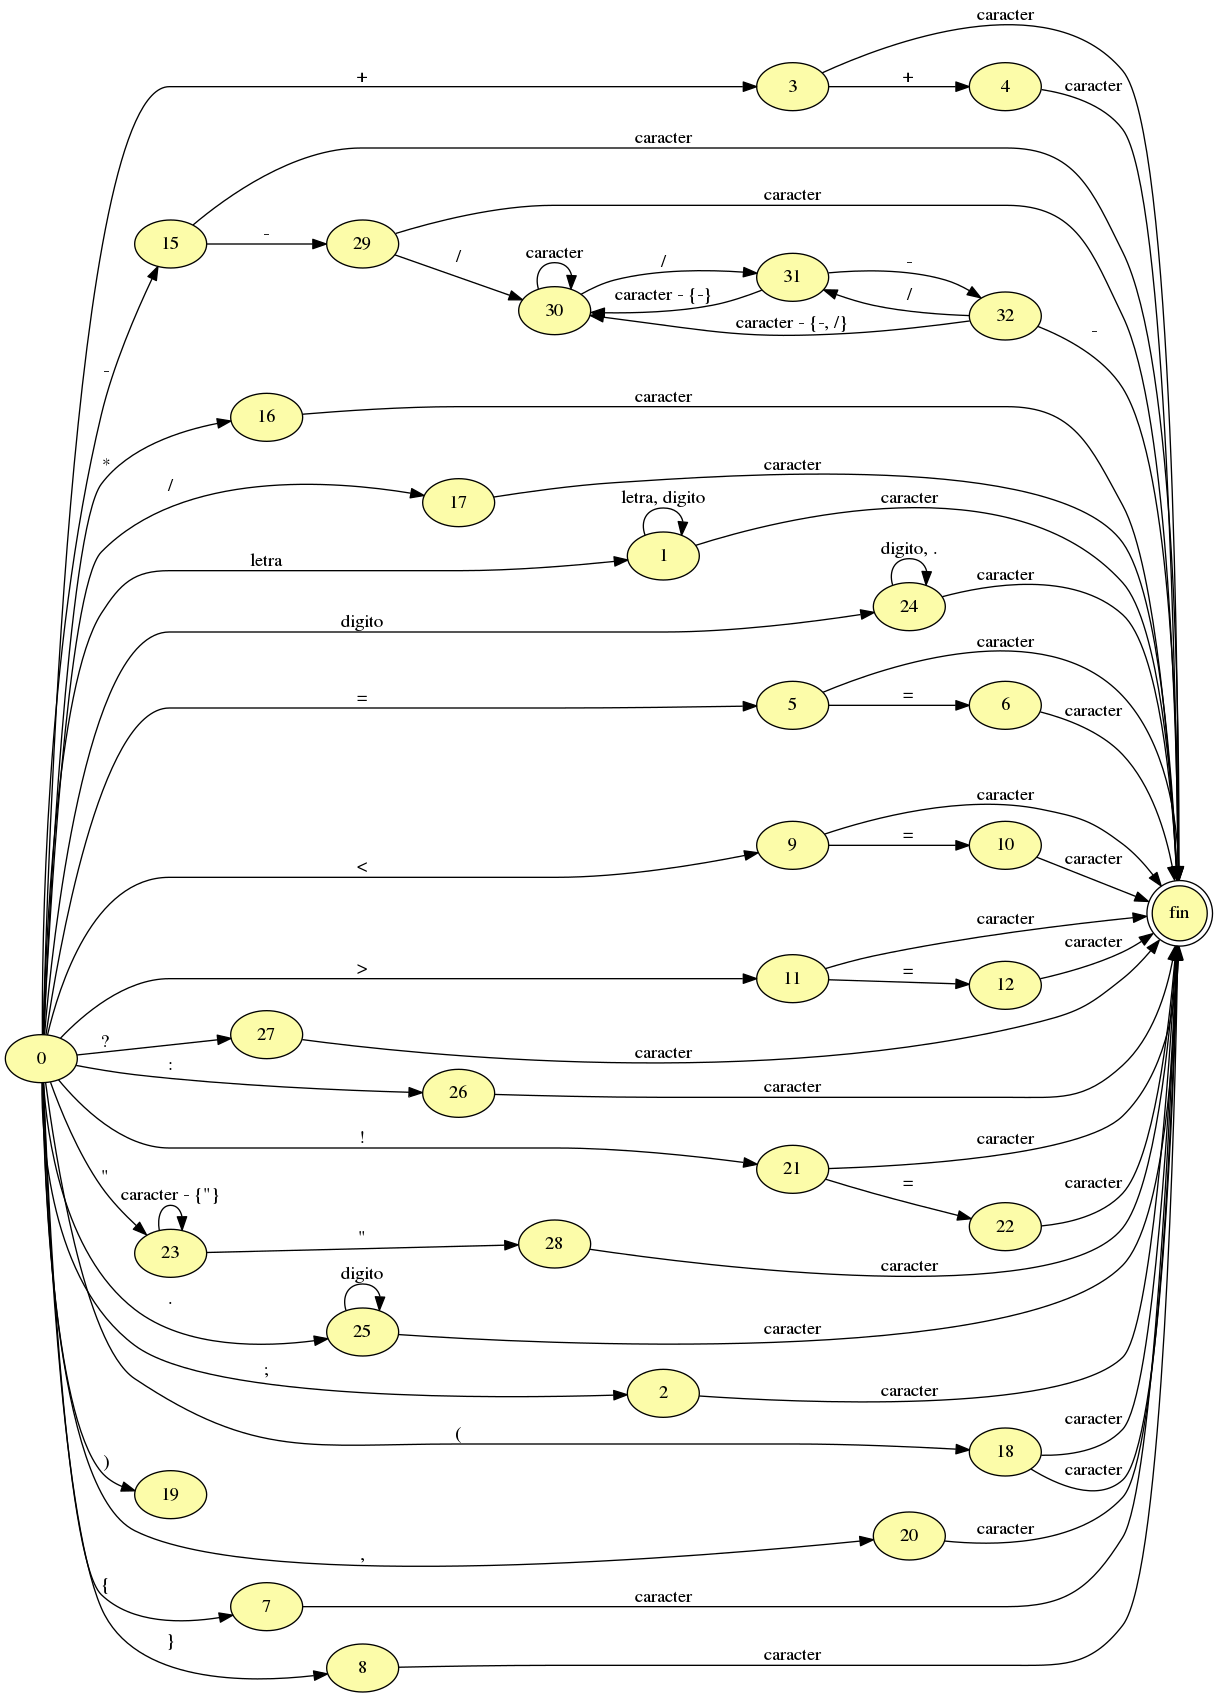 caracter
+
3
+
4
caracter
caracter
caracter
15
-
29
/
caracter
30
/
31
-
caracter - {-}
/
32
caracter - {-, /}
-
-
caracter
*
16
caracter
/
17
letra, digito
caracter
letra
1
digito, .
caracter
digito
24
caracter
=
5
=
6
caracter
caracter
<
9
=
10
caracter
fin
caracter
>
11
=
12
caracter
0
?
27
caracter
:
26
caracter
!
21
caracter
=
22
caracter
"
caracter - {"}
23
"
28
caracter
.
digito
25
caracter
;
2
caracter
(
18
caracter
caracter
)
19
,
20
caracter
{
7
caracter
}
8
caracter